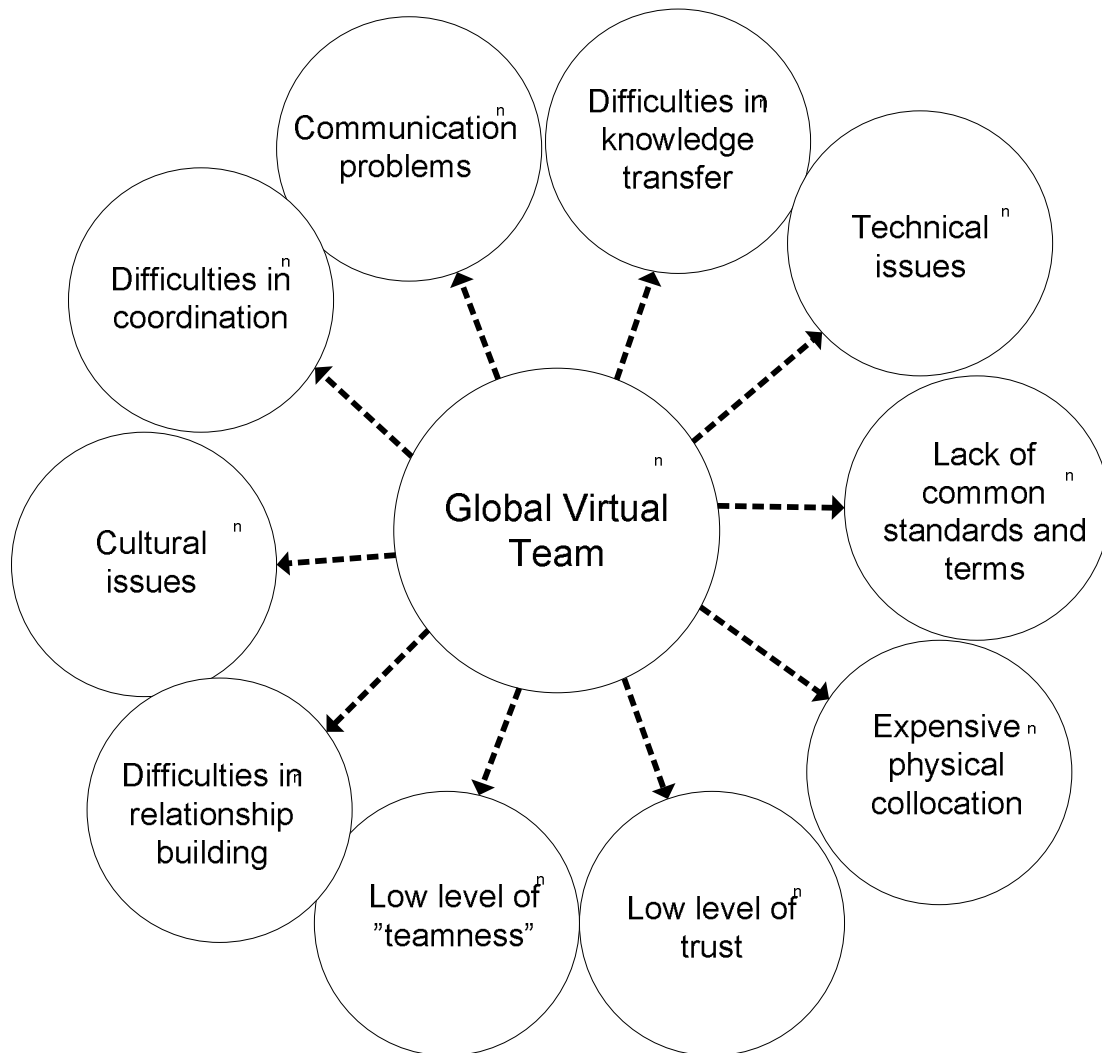 Communication n
problems
Difficulties in n
knowledge
transfer
Technical n
issues
Lack of
common n
standards and
terms
Expensive n
physical
collocation
Low level of n
trust
Low level of n
”teamness”
Difficulties in n
relationship
building
Cultural n
issues
Difficulties in n
coordination
n
Global Virtual
Team